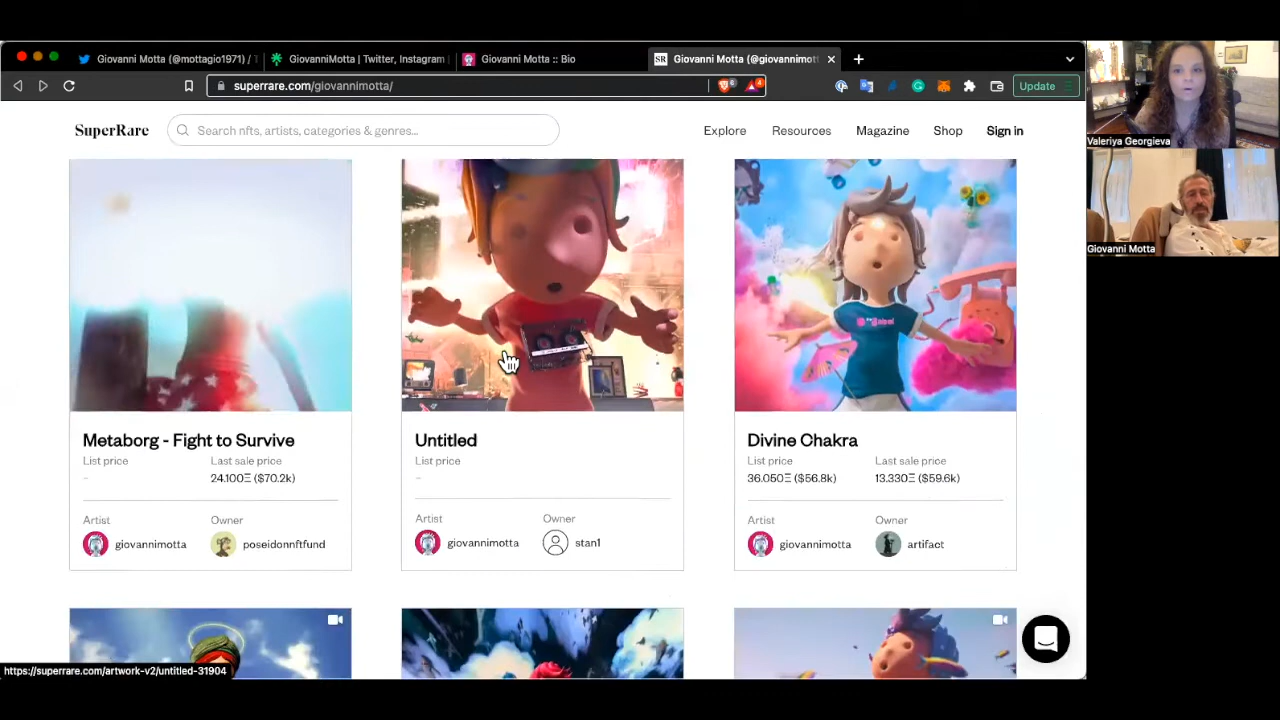 Giovanni Motta (@mottagio1971) / T
GiovanniMotta | Twitter, Instagram
Giovanni Motta :: Bio
SR
Giovanni Motta (@giovannimott
superrare.com/giovannimotta/
6
4
Update
SuperRare
Search nfts, artists, categories & genres...
Explore
Resources
Magazine
Shop
Sign in
Valeriya Georgieva
Giovanni Motta
Metaborg - Fight to Survive
List price
Last sale price
-
24.100Ξ ($70.2k)
Artist
Owner
giovannimotta
poseidonnftfund
Untitled
List price
-
Artist
Owner
giovannimotta
stan1
Divine Chakra
List price
Last sale price
36.050Ξ ($56.8k)
13.330Ξ ($59.6k)
Artist
Owner
giovannimotta
artifact
https://superrare.com/artwork-v2/untitled-31904